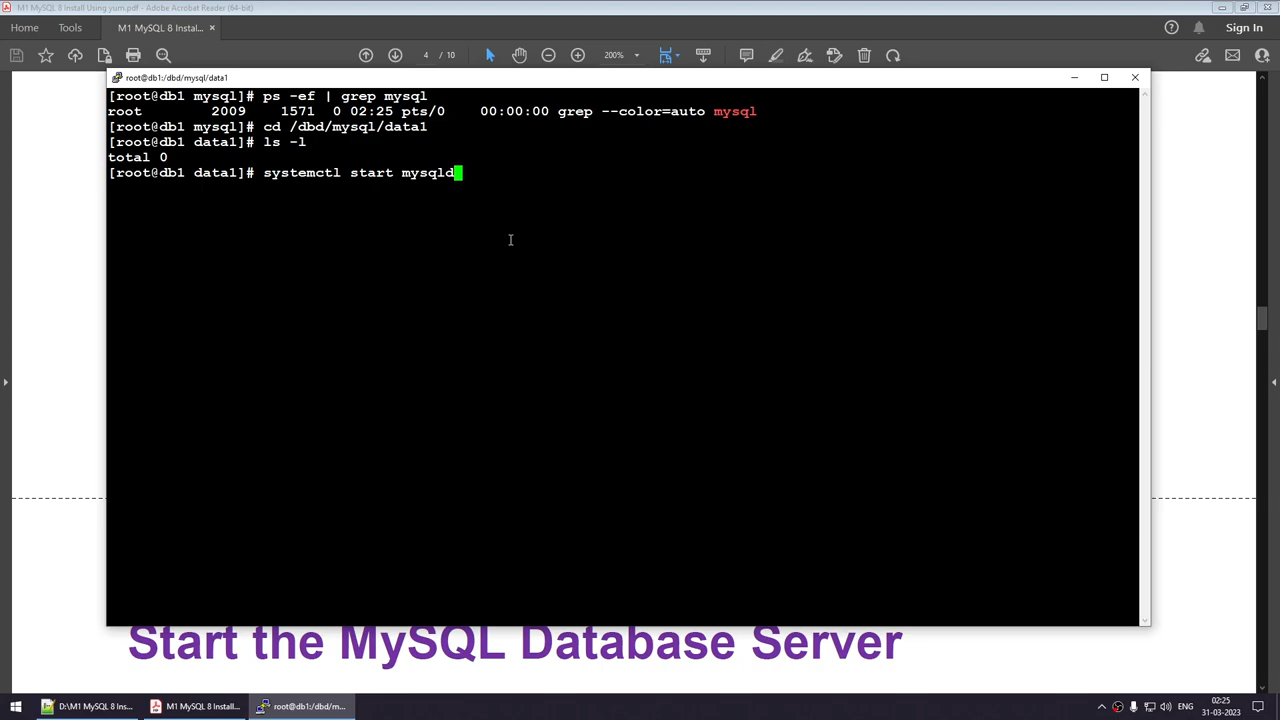 M1 MySQL 8 Install Using yum.pdf - Adobe Acrobat Reader (64-bit)
Home Tools M1 MySQL 8 Install... × Sign In
4 / 10 200%
root@db1:/dbd/mysql/data1
[root@db1 mysql]# ps -ef | grep mysql
root 2009 1571 0 02:25 pts/0 00:00:00 grep --color=auto mysql
[root@db1 mysql]# cd /dbd/mysql/data1
[root@db1 data1]# ls -l
total 0
[root@db1 data1]# systemctl start mysqld
Start the MySQL Database Server
D:\M1 MySQL 8 Ins... M1 MySQL 8 Install... root@db1:/dbd/m... ENG 02:25
31-03-2023